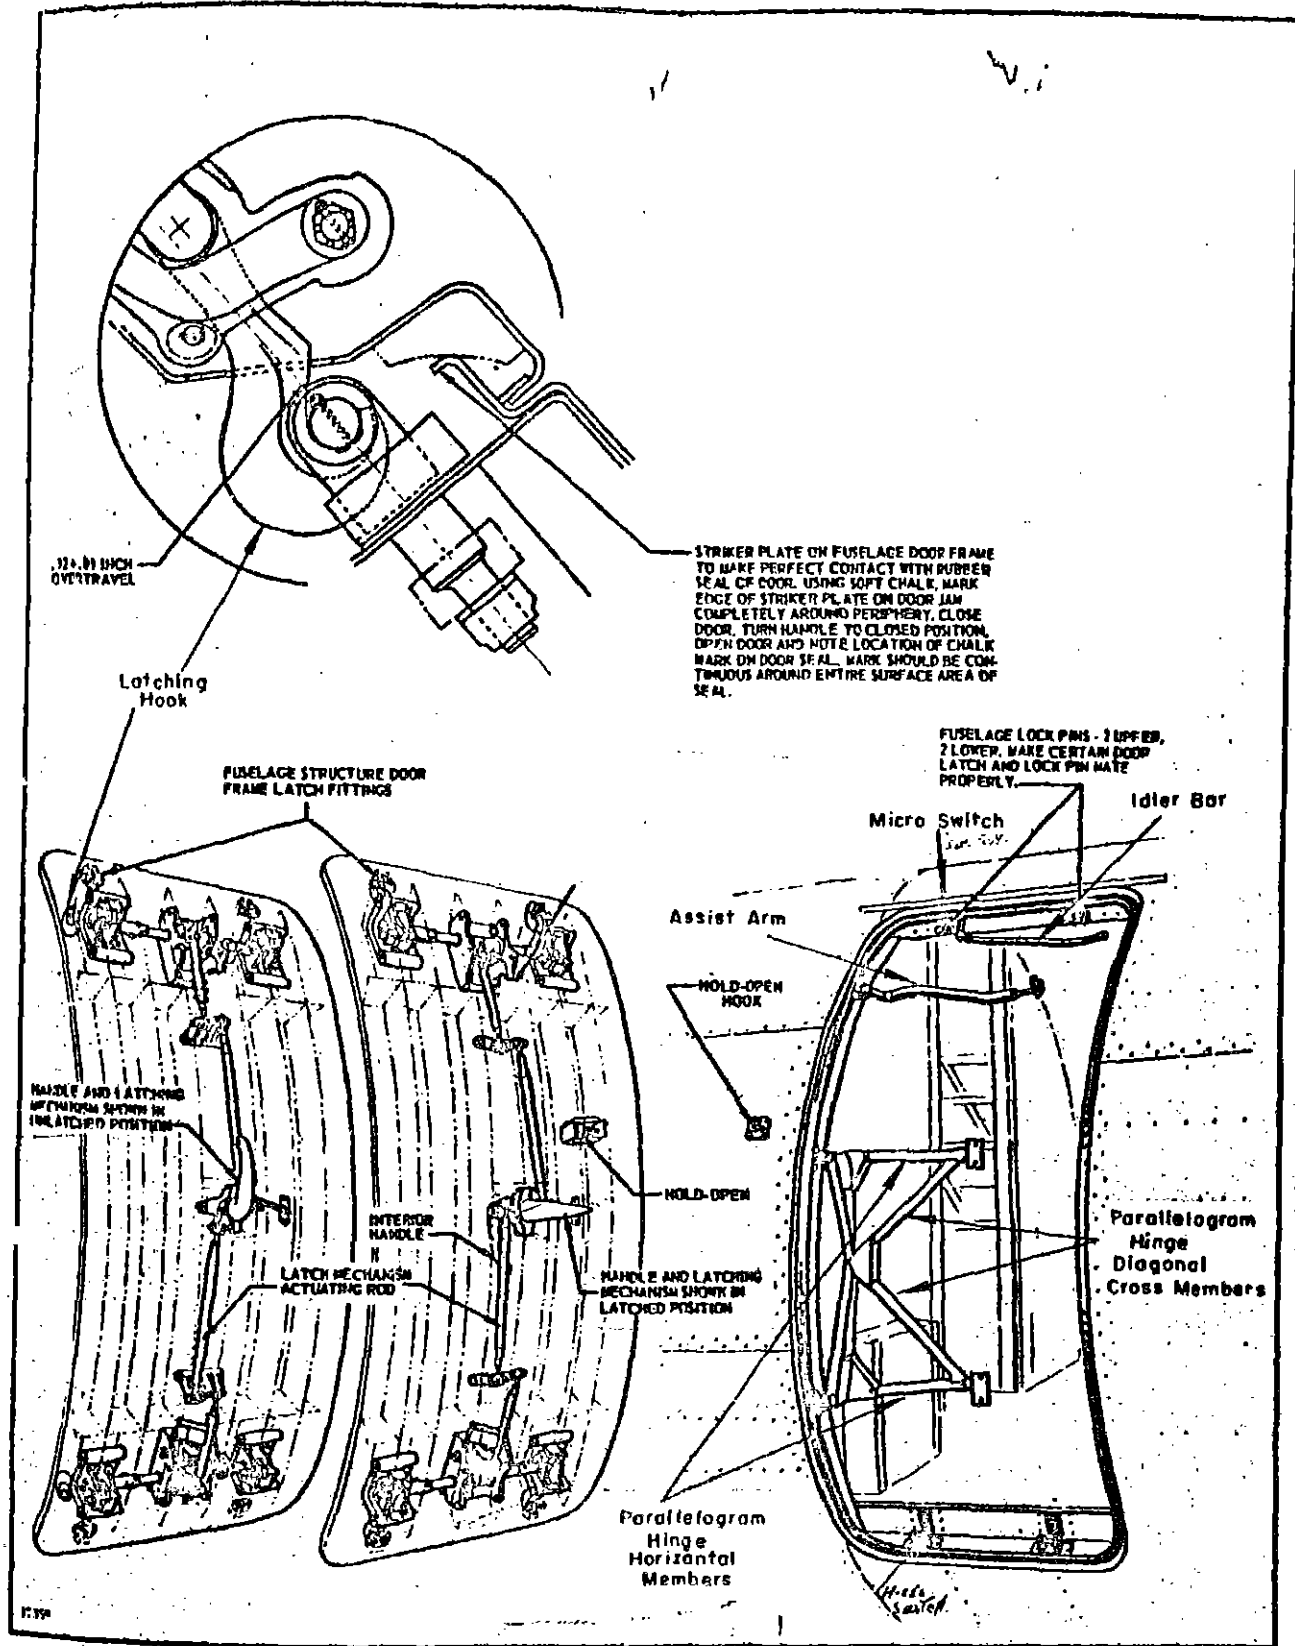 OVERTRAVEL
STRIKER PLATE ON FUSELAGE DOOR FRAME
TO MAKE PERFECT CONTACT WITH RUBBER
SEAL OF DOOR. USING SOFT CHALK, MARK
EDGE OF STRIKER PLATE ON DOOR JAM
COMPLETELY AROUND PERIPHERY. CLOSE
DOOR, TURN HANDLE TO CLOSED POSITION,
OPEN DOOR AND NOTE LOCATION OF CHALK
MARK ON DOOR SEAL. MARK SHOULD BE CON-
TINUOUS AROUND ENTIRE SURFACE AREA OF
SEAL.
Latching
Hook
FUSELAGE LOCK PINS - 2 UPPER,
2 LOWER. MAKE CERTAIN DOOR
LATCH AND LOCK PIN MATE
PROPERLY.
FUSELAGE STRUCTURE DOOR
FRAME LATCH FITTINGS
Micro Switch
Idler Bar
Assist Arm
HOLD-OPEN
HOOK
HANDLE AND LATCHING
MECHANISM SHOWN IN
UNLATCHED POSITION
HOLD-OPEN
INTERIOR
HANDLE
LATCH MECHANISM
ACTUATING ROD
HANDLE AND LATCHING
MECHANISM SHOWN IN
LATCHED POSITION
Parallelogram
Hinge
Diagonal
Cross Members
Parallelogram
Hinge
Horizontal
Members